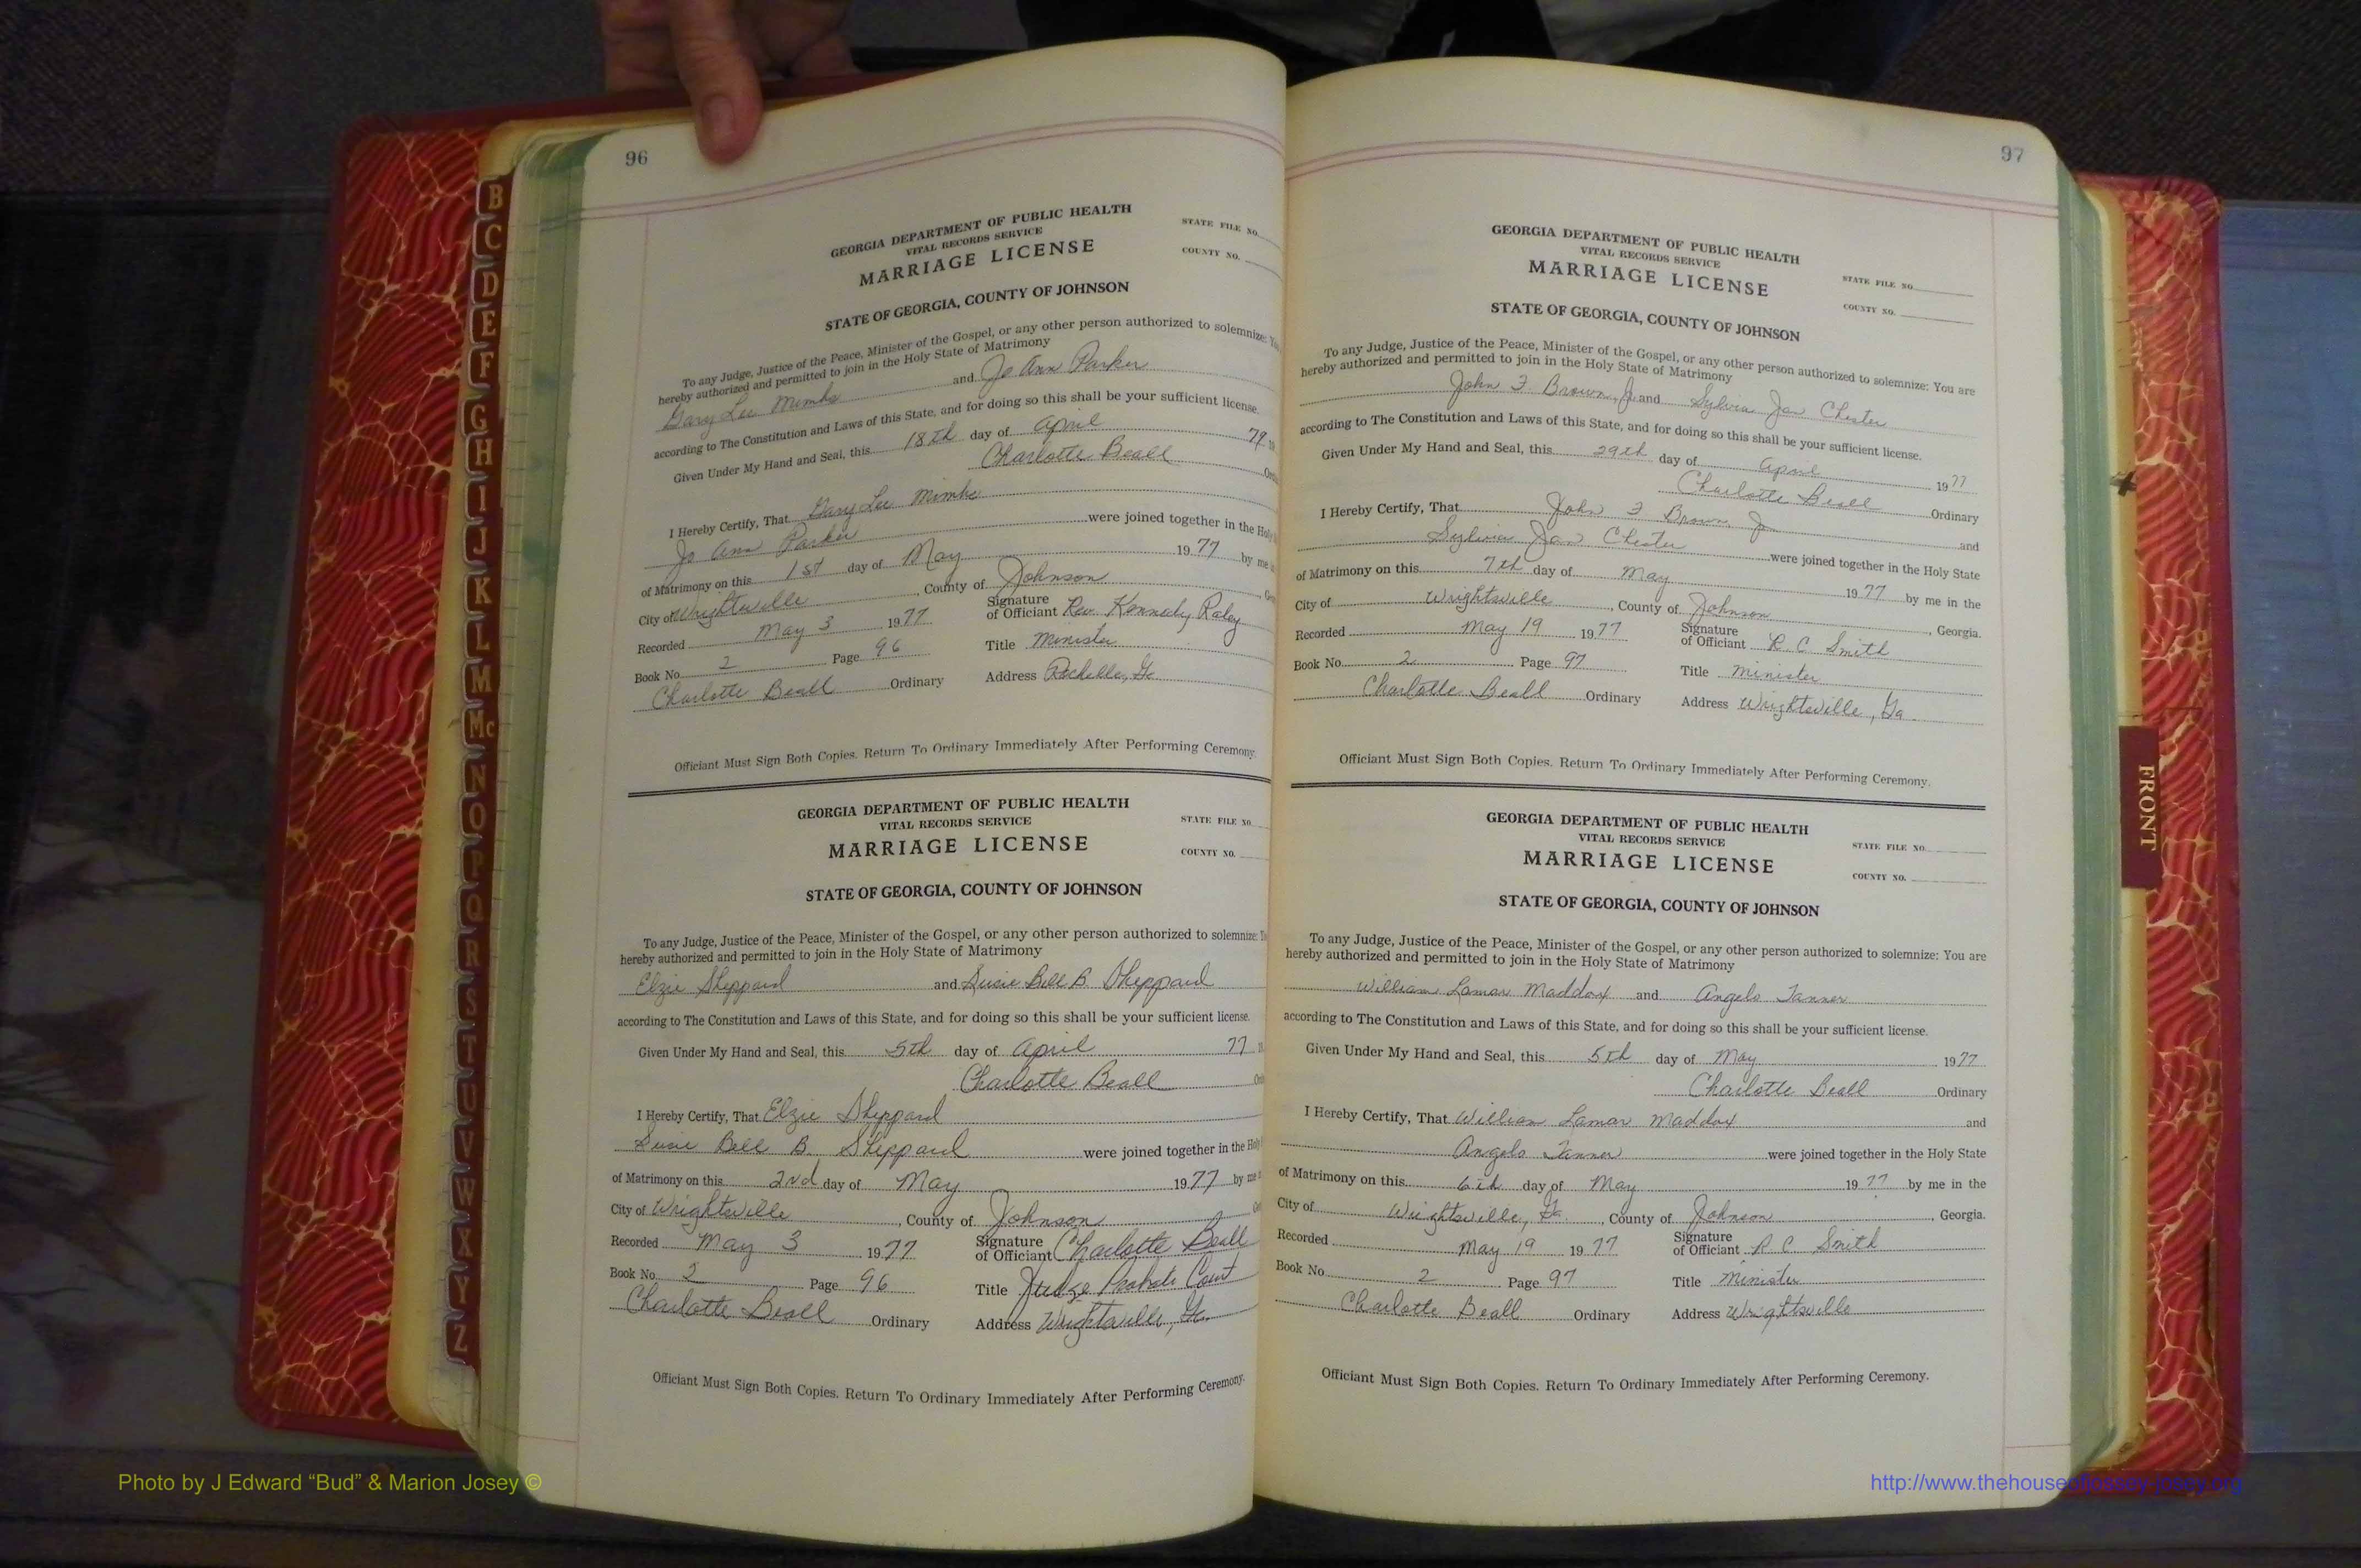 96
GEORGIA DEPARTMENT OF PUBLIC HEALTH
VITAL RECORDS SERVICE
MARRIAGE LICENSE
STATE FILE NO.
COUNTY NO.
STATE OF GEORGIA, COUNTY OF JOHNSON
To any Judge, Justice of the Peace, Minister of the Gospel, or any other person authorized to solemnize:
hereby authorized and permitted to join in the Holy State of Matrimony
Gary Lee Mimbs and Jo Ann Parker
according to The Constitution and Laws of this State, and for doing so this shall be your sufficient license.
Given Under My Hand and Seal, this 18th day of April 77
Charlotte Beall
I Hereby Certify, That Gary Lee Mimbs
Jo Ann Parker were joined together in the
of Matrimony on this 1st day of May 1977 by me
City of Wrightsville, County of Johnson
Recorded May 3 1977 Signature of Officiant Rev. Kennedy Raley
Book No. 2 Page 96 Title Minister
Charlotte Beall Ordinary Address Rochelle, Ga
Officiant Must Sign Both Copies. Return To Ordinary Immediately After Performing Ceremony.
GEORGIA DEPARTMENT OF PUBLIC HEALTH
VITAL RECORDS SERVICE
MARRIAGE LICENSE
STATE FILE NO.
COUNTY NO.
STATE OF GEORGIA, COUNTY OF JOHNSON
To any Judge, Justice of the Peace, Minister of the Gospel, or any other person authorized to solemnize:
hereby authorized and permitted to join in the Holy State of Matrimony
Elzie Sheppard and Susie Bell B. Sheppard
according to The Constitution and Laws of this State, and for doing so this shall be your sufficient license.
Given Under My Hand and Seal, this 5th day of April 77
Charlotte Beall
I Hereby Certify, That Elzie Sheppard
Susie Bell B. Sheppard were joined together in the
of Matrimony on this 2nd day of May 1977 by me
City of Wrightsville, County of Johnson
Recorded May 3 1977 Signature of Officiant Charlotte Beall
Book No. 2 Page 96 Title Judge Probate Court
Charlotte Beall Ordinary Address Wrightsville, Ga.
Officiant Must Sign Both Copies. Return To Ordinary Immediately After Performing Ceremony.
97
GEORGIA DEPARTMENT OF PUBLIC HEALTH
VITAL RECORDS SERVICE
MARRIAGE LICENSE
STATE FILE NO.
COUNTY NO.
STATE OF GEORGIA, COUNTY OF JOHNSON
To any Judge, Justice of the Peace, Minister of the Gospel, or any other person authorized to solemnize: You are
hereby authorized and permitted to join in the Holy State of Matrimony
John F Brown, Jr and Sylvia Jan Chester
according to The Constitution and Laws of this State, and for doing so this shall be your sufficient license.
Given Under My Hand and Seal, this 29th day of April 1977
Charlotte Beall Ordinary
I Hereby Certify, That John F Brown, Jr and
Sylvia Jan Chester were joined together in the Holy State
of Matrimony on this 7th day of May 1977 by me in the
City of Wrightsville, County of Johnson, Georgia.
Recorded May 19 1977 Signature of Officiant R C Smith
Book No. 2 Page 97 Title Minister
Charlotte Beall Ordinary Address Wrightsville, Ga
Officiant Must Sign Both Copies. Return To Ordinary Immediately After Performing Ceremony.
GEORGIA DEPARTMENT OF PUBLIC HEALTH
VITAL RECORDS SERVICE
MARRIAGE LICENSE
STATE FILE NO.
COUNTY NO.
STATE OF GEORGIA, COUNTY OF JOHNSON
To any Judge, Justice of the Peace, Minister of the Gospel, or any other person authorized to solemnize: You are
hereby authorized and permitted to join in the Holy State of Matrimony
William Lamar Maddox and Angela Tanner
according to The Constitution and Laws of this State, and for doing so this shall be your sufficient license.
Given Under My Hand and Seal, this 5th day of May 1977
Charlotte Beall Ordinary
I Hereby Certify, That William Lamar Maddox and
Angela Tanner were joined together in the Holy State
of Matrimony on this 6th day of May 1977 by me in the
City of Wrightsville, Ga., County of Johnson, Georgia.
Recorded May 19 1977 Signature of Officiant R C Smith
Book No. 2 Page 97 Title Minister
Charlotte Beall Ordinary Address Wrightsville
Officiant Must Sign Both Copies. Return To Ordinary Immediately After Performing Ceremony.
B
C
D
E
F
G
H
I
J
K
L
M
Mc
N
O
P
Q
R
S
T
U
V
W
X
Y
Z
FRONT
Photo by J Edward “Bud” & Marion Josey ©
http://www.thehouseofjossey-josey.org